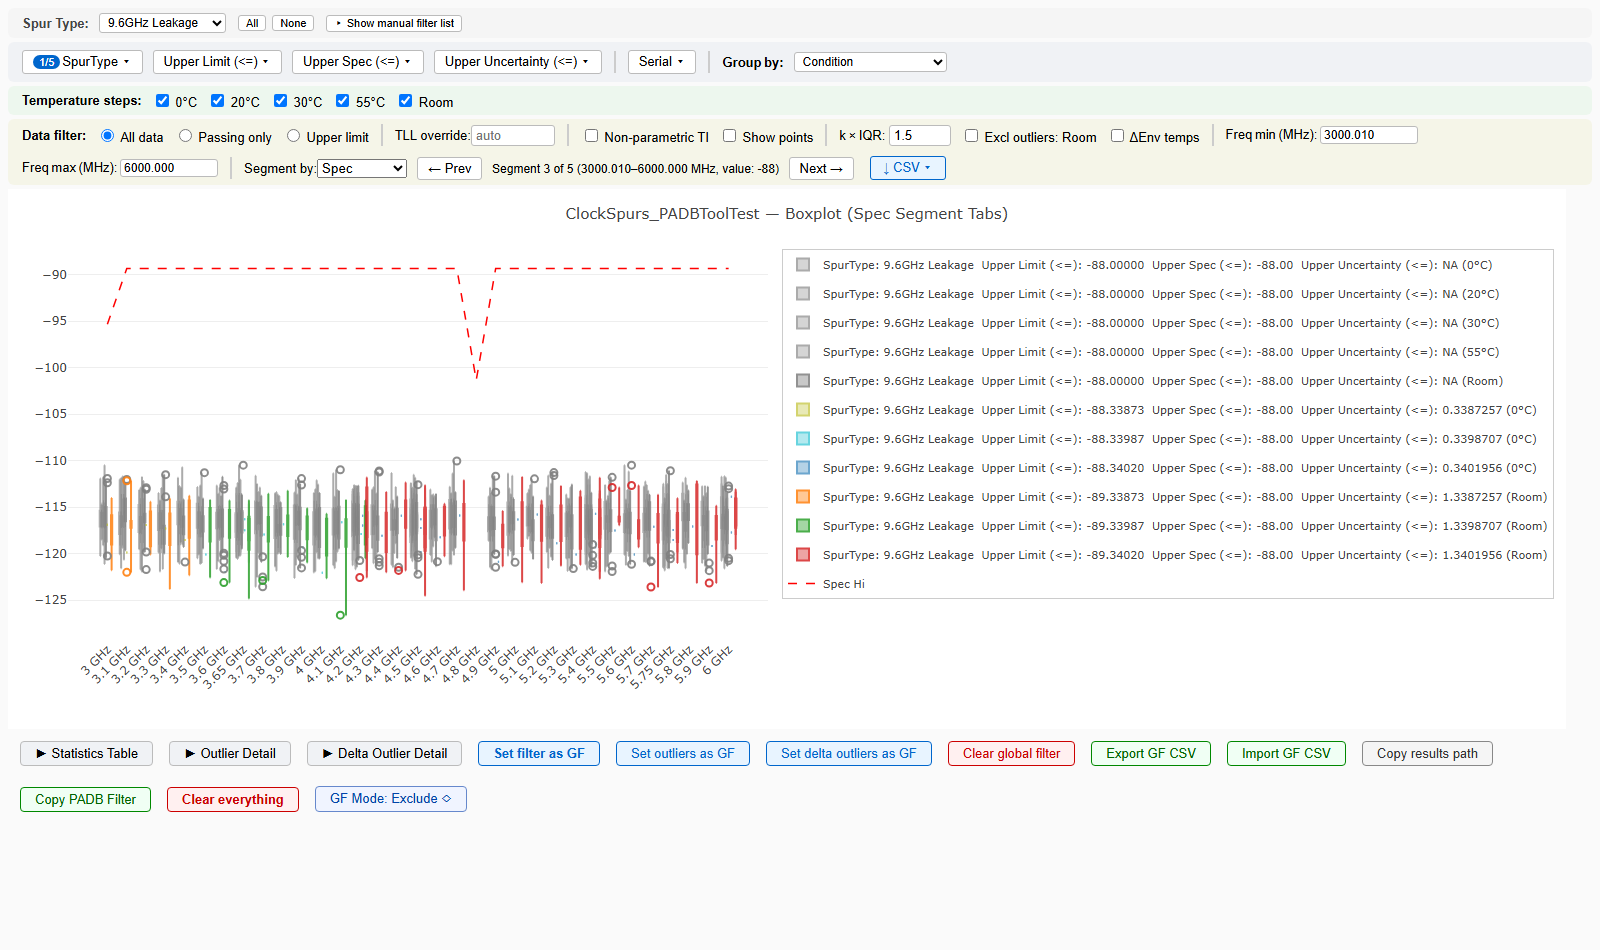 Spur Type: 9.6GHz Leakage All None ‣ Show manual filter list
1/5 SpurType ▾ Upper Limit (<=) ▾ Upper Spec (<=) ▾ Upper Uncertainty (<=) ▾ Serial ▾ Group by: Condition
Temperature steps: 0°C 20°C 30°C 55°C Room
Data filter: All data Passing only Upper limit TLL override: auto Non-parametric TI Show points k × IQR: 1.5 Excl outliers: Room ΔEnv temps Freq min (MHz): 3000.010
Freq max (MHz): 6000.000 Segment by: Spec ← Prev Segment 3 of 5 (3000.010–6000.000 MHz, value: -88) Next → ↓ CSV ▾
ClockSpurs_PADBToolTest — Boxplot (Spec Segment Tabs)
−90
−95
−100
−105
−110
−115
−120
−125
3 GHz
3.1 GHz
3.2 GHz
3.3 GHz
3.4 GHz
3.5 GHz
3.6 GHz
3.65 GHz
3.7 GHz
3.8 GHz
3.9 GHz
4 GHz
4.1 GHz
4.2 GHz
4.3 GHz
4.4 GHz
4.5 GHz
4.6 GHz
4.7 GHz
4.8 GHz
4.9 GHz
5 GHz
5.1 GHz
5.2 GHz
5.3 GHz
5.4 GHz
5.5 GHz
5.6 GHz
5.7 GHz
5.75 GHz
5.8 GHz
5.9 GHz
6 GHz
SpurType: 9.6GHz Leakage Upper Limit (<=): -88.00000 Upper Spec (<=): -88.00 Upper Uncertainty (<=): NA (0°C)
SpurType: 9.6GHz Leakage Upper Limit (<=): -88.00000 Upper Spec (<=): -88.00 Upper Uncertainty (<=): NA (20°C)
SpurType: 9.6GHz Leakage Upper Limit (<=): -88.00000 Upper Spec (<=): -88.00 Upper Uncertainty (<=): NA (30°C)
SpurType: 9.6GHz Leakage Upper Limit (<=): -88.00000 Upper Spec (<=): -88.00 Upper Uncertainty (<=): NA (55°C)
SpurType: 9.6GHz Leakage Upper Limit (<=): -88.00000 Upper Spec (<=): -88.00 Upper Uncertainty (<=): NA (Room)
SpurType: 9.6GHz Leakage Upper Limit (<=): -88.33873 Upper Spec (<=): -88.00 Upper Uncertainty (<=): 0.3387257 (0°C)
SpurType: 9.6GHz Leakage Upper Limit (<=): -88.33987 Upper Spec (<=): -88.00 Upper Uncertainty (<=): 0.3398707 (0°C)
SpurType: 9.6GHz Leakage Upper Limit (<=): -88.34020 Upper Spec (<=): -88.00 Upper Uncertainty (<=): 0.3401956 (0°C)
SpurType: 9.6GHz Leakage Upper Limit (<=): -89.33873 Upper Spec (<=): -88.00 Upper Uncertainty (<=): 1.3387257 (Room)
SpurType: 9.6GHz Leakage Upper Limit (<=): -89.33987 Upper Spec (<=): -88.00 Upper Uncertainty (<=): 1.3398707 (Room)
SpurType: 9.6GHz Leakage Upper Limit (<=): -89.34020 Upper Spec (<=): -88.00 Upper Uncertainty (<=): 1.3401956 (Room)
Spec Hi
▶ Statistics Table ▶ Outlier Detail ▶ Delta Outlier Detail Set filter as GF Set outliers as GF Set delta outliers as GF Clear global filter Export GF CSV Import GF CSV Copy results path
Copy PADB Filter Clear everything GF Mode: Exclude ◇